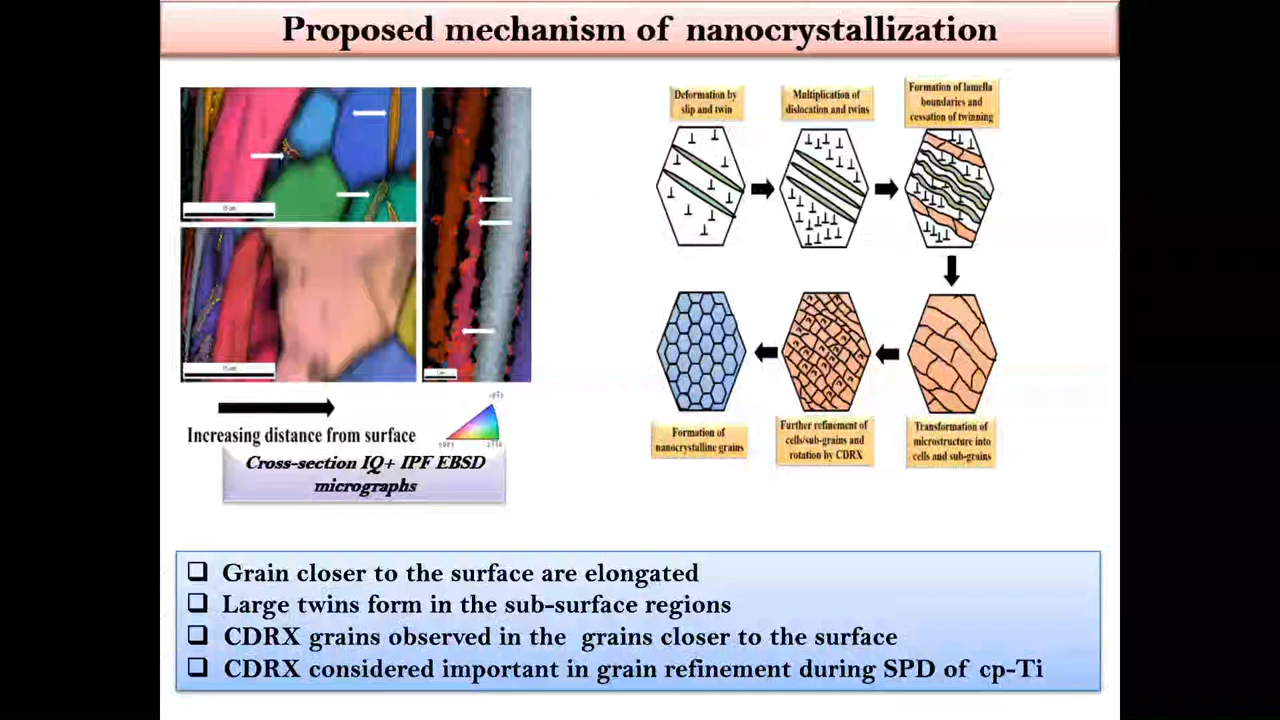 Proposed mechanism of nanocrystallization
Deformation by
slip and twin
Multiplication of
dislocation and twins
Formation of lamella
boundaries and
cessation of twinning
Increasing distance from surface
Cross-section IQ+ IPF EBSD
micrographs
Formation of
nanocrystalline grains
Further refinement of
cells/sub-grains and
rotation by CDRX
Transformation of
microstructure into
cells and sub-grains
❑ Grain closer to the surface are elongated
❑ Large twins form in the sub-surface regions
❑ CDRX grains observed in the grains closer to the surface
❑ CDRX considered important in grain refinement during SPD of cp-Ti